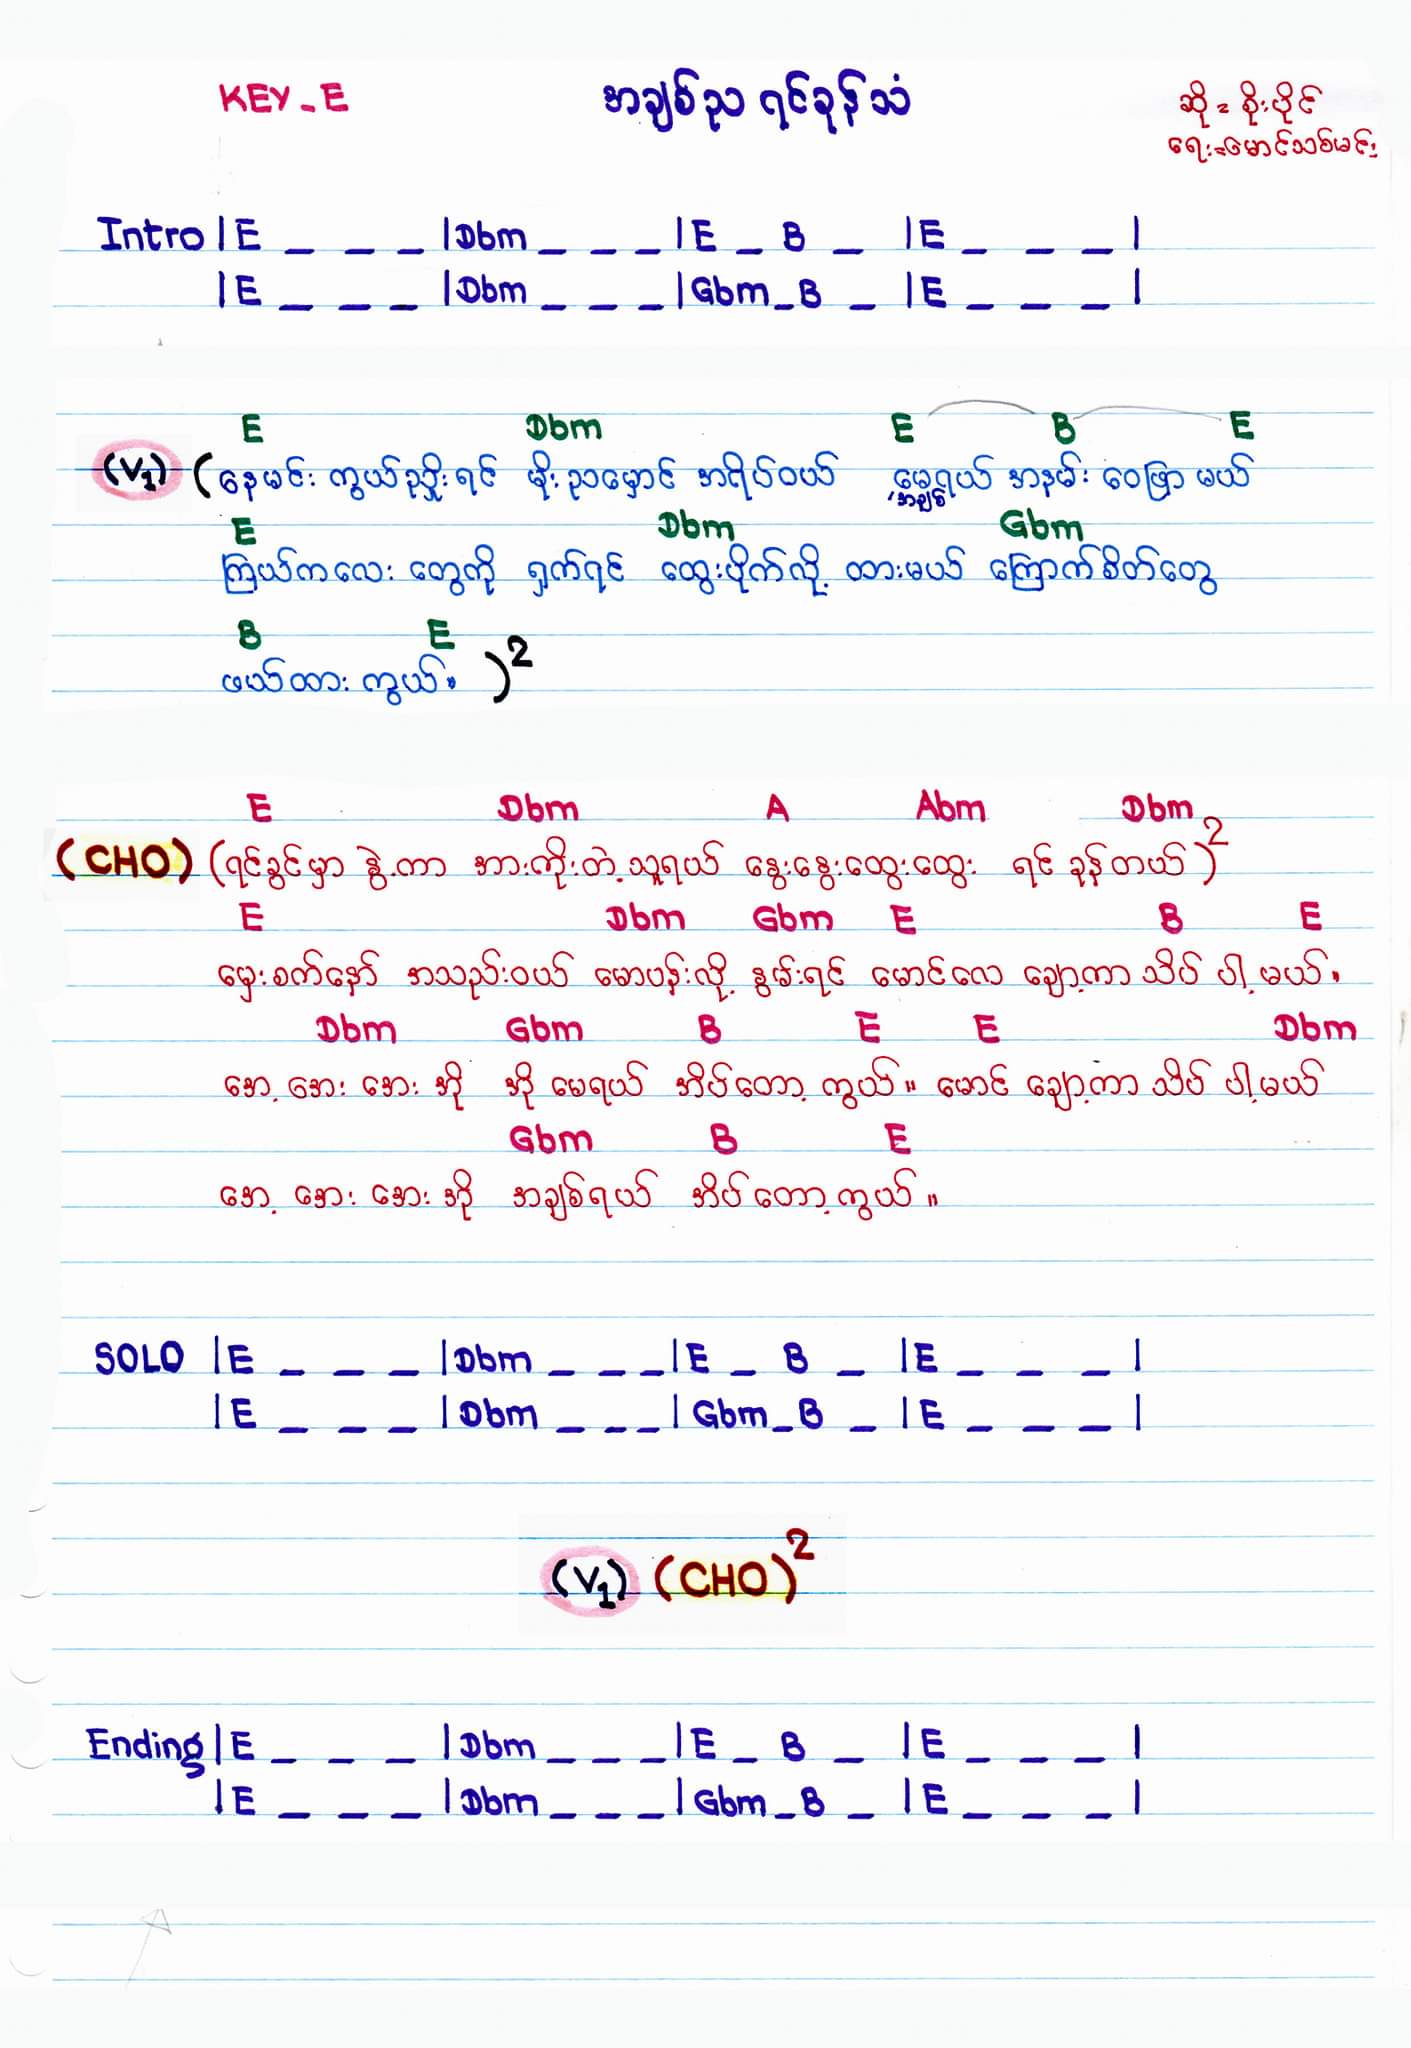 KEY - E
အချစ်ည ရင်ခုန်သံ
ဆို = စိုးပိုင်
ရေး = မောင်သစ်မင်း
Intro |E _ _ _ |Dbm _ _ _ |E _ B _ |E _ _ _ |
|E _ _ _ |Dbm _ _ _ |Gbm _ B _ |E _ _ _ |
E Dbm E B E
(V1) (နေမင်း ကွယ်ညှိုးရင် မိုးညမှောင် အရိပ်ဝယ် မေ့ရယ် အနမ်း ဝေဖြာ မယ်
'အချစ်
E Dbm Gbm
ကြယ်ကလေး တွေကို ရှက်ရင် ထွေးပိုက်လို့ ထားမယ် ကြောက်စိတ်တွေ
B E
ဖယ်ထား ကွယ်။ )2
E Dbm A Abm Dbm
(CHO) (ရင်ခွင်မှာ နွဲ့ကာ အားကိုးတဲ့သူရယ် နွေးနွေးထွေးထွေး ရင် ခုန်တယ်)2
E Dbm Gbm E B E
မှေးစက်နော် အသည်းဝယ် မောပန်းလို့ နွမ်းရင် မောင်လေ ချော့ကာ သိပ် ပါ့မယ်။
Dbm Gbm B E E Dbm
အော့ အေး အေး အို အို မေရယ် အိပ်တော့ ကွယ်။ မောင် ချော့ကာ သိပ် ပါ့မယ်
Gbm B E
အော့ အေး အေး အို အချစ်ရယ် အိပ်တော့ကွယ်။
SOLO |E _ _ _ |Dbm _ _ _ |E _ B _ |E _ _ _ |
|E _ _ _ |Dbm _ _ _ |Gbm _ B _ |E _ _ _ |
(V1) (CHO)2
Ending |E _ _ _ |Dbm _ _ _ |E _ B _ |E _ _ _ |
|E _ _ _ |Dbm _ _ _ |Gbm _ B _ |E _ _ _ |